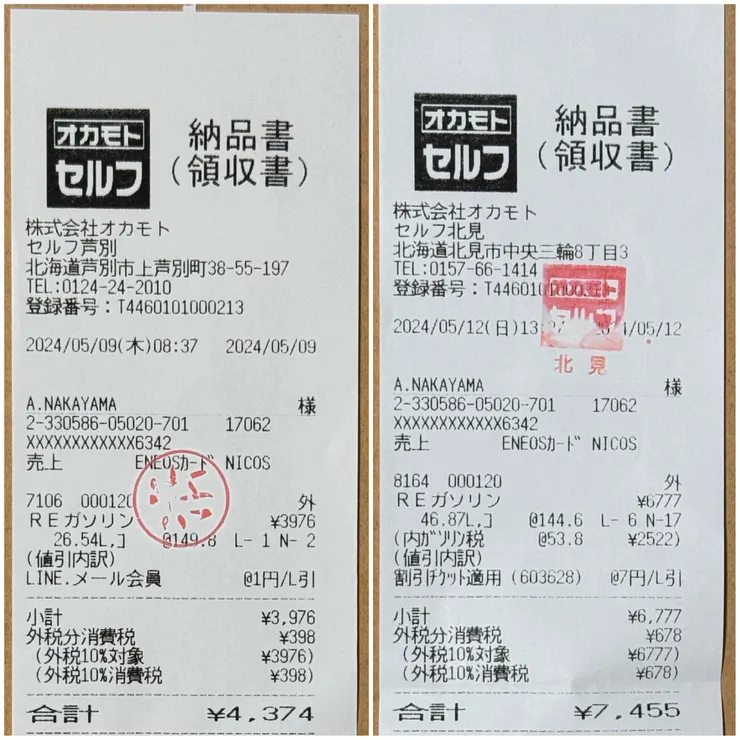 オカモト
セルフ
納品書
(領収書)
株式会社オカモト
セルフ芦別
北海道芦別市上芦別町38-55-197
TEL:0124-24-2010
登録番号:T4460101000213
2024/05/09(木)08:37 2024/05/09
A.NAKAYAMA 様
2-330586-05020-701 17062
XXXXXXXXXXXX6342
売上 ENEOSカード NICOS
7106 000120 外
REガソリン ¥3976
26.54L,コ @149.8 L- 1 N- 2
(値引内訳)
LINE.メール会員 @1円/L引
小計 ¥3,976
外税分消費税 ¥398
(外税10%対象 ¥3976)
(外税10%消費税 ¥398)
合計 ¥4,374
オカモト
セルフ
納品書
(領収書)
株式会社オカモト
セルフ北見
北海道北見市中央三輪8丁目3
TEL:0157-66-1414
登録番号:T44601
オカモト
セルフ
北見
2024/05/12(日)13: /05/12
A.NAKAYAMA 様
2-330586-05020-701 17062
XXXXXXXXXXXX6342
売上 ENEOSカード NICOS
8164 000120 外
REガソリン ¥6777
46.87L,コ @144.6 L- 6 N-17
(内ガソリン税 @53.8 ¥2522)
(値引内訳)
割引チケット適用(603628) @7円/L引
小計 ¥6,777
外税分消費税 ¥678
(外税10%対象 ¥6777)
(外税10%消費税 ¥678)
合計 ¥7,455